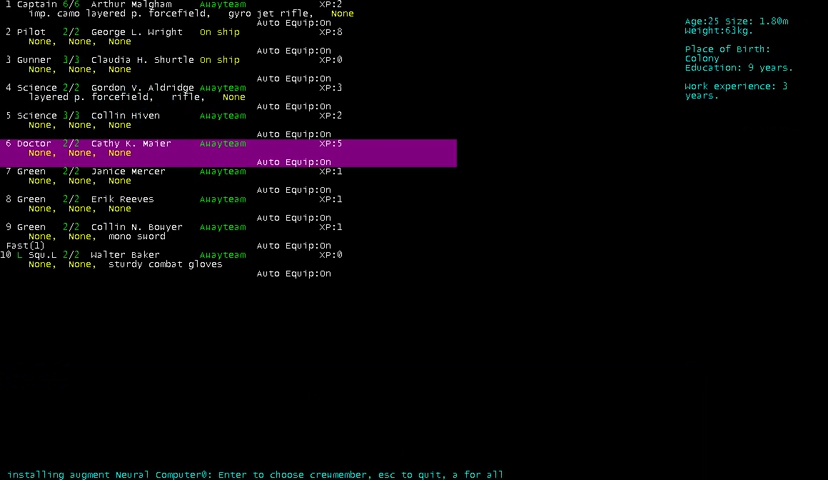 1 Captain 6/6 Arthur Malgham Awayteam XP:2
imp. camo layered p. forcefield, gyro jet rifle, None
Auto Equip:On
2 Pilot 2/2 George L. Wright On ship XP:8
None, None, None
Auto Equip:On
3 Gunner 3/3 Claudia H. Shurtle On ship XP:0
None, None, None
Auto Equip:On
4 Science 2/2 Gordon V. Aldridge Awayteam XP:3
layered p. forcefield, rifle, None
Auto Equip:On
5 Science 3/3 Collin Hiven Awayteam XP:2
None, None, None
Auto Equip:On
6 Doctor 2/2 Cathy K. Maier Awayteam XP:5
None, None, None
Auto Equip:On
7 Green 2/2 Janice Mercer Awayteam XP:1
None, None, None
Auto Equip:On
8 Green 2/2 Erik Reeves Awayteam XP:1
None, None, None
Auto Equip:On
9 Green 2/2 Collin N. Bowyer Awayteam XP:1
None, None, mono sword
Fast(1) Auto Equip:On
10 L Squ.L 2/2 Walter Baker Awayteam XP:0
None, None, sturdy combat gloves
Auto Equip:On
Age:25 Size: 1.80m
Weight:63kg.
Place of Birth:
Colony
Education: 9 years.
Work experience: 3
years.
installing augment Neural Computer0: Enter to choose crewmember, esc to quit, a for all